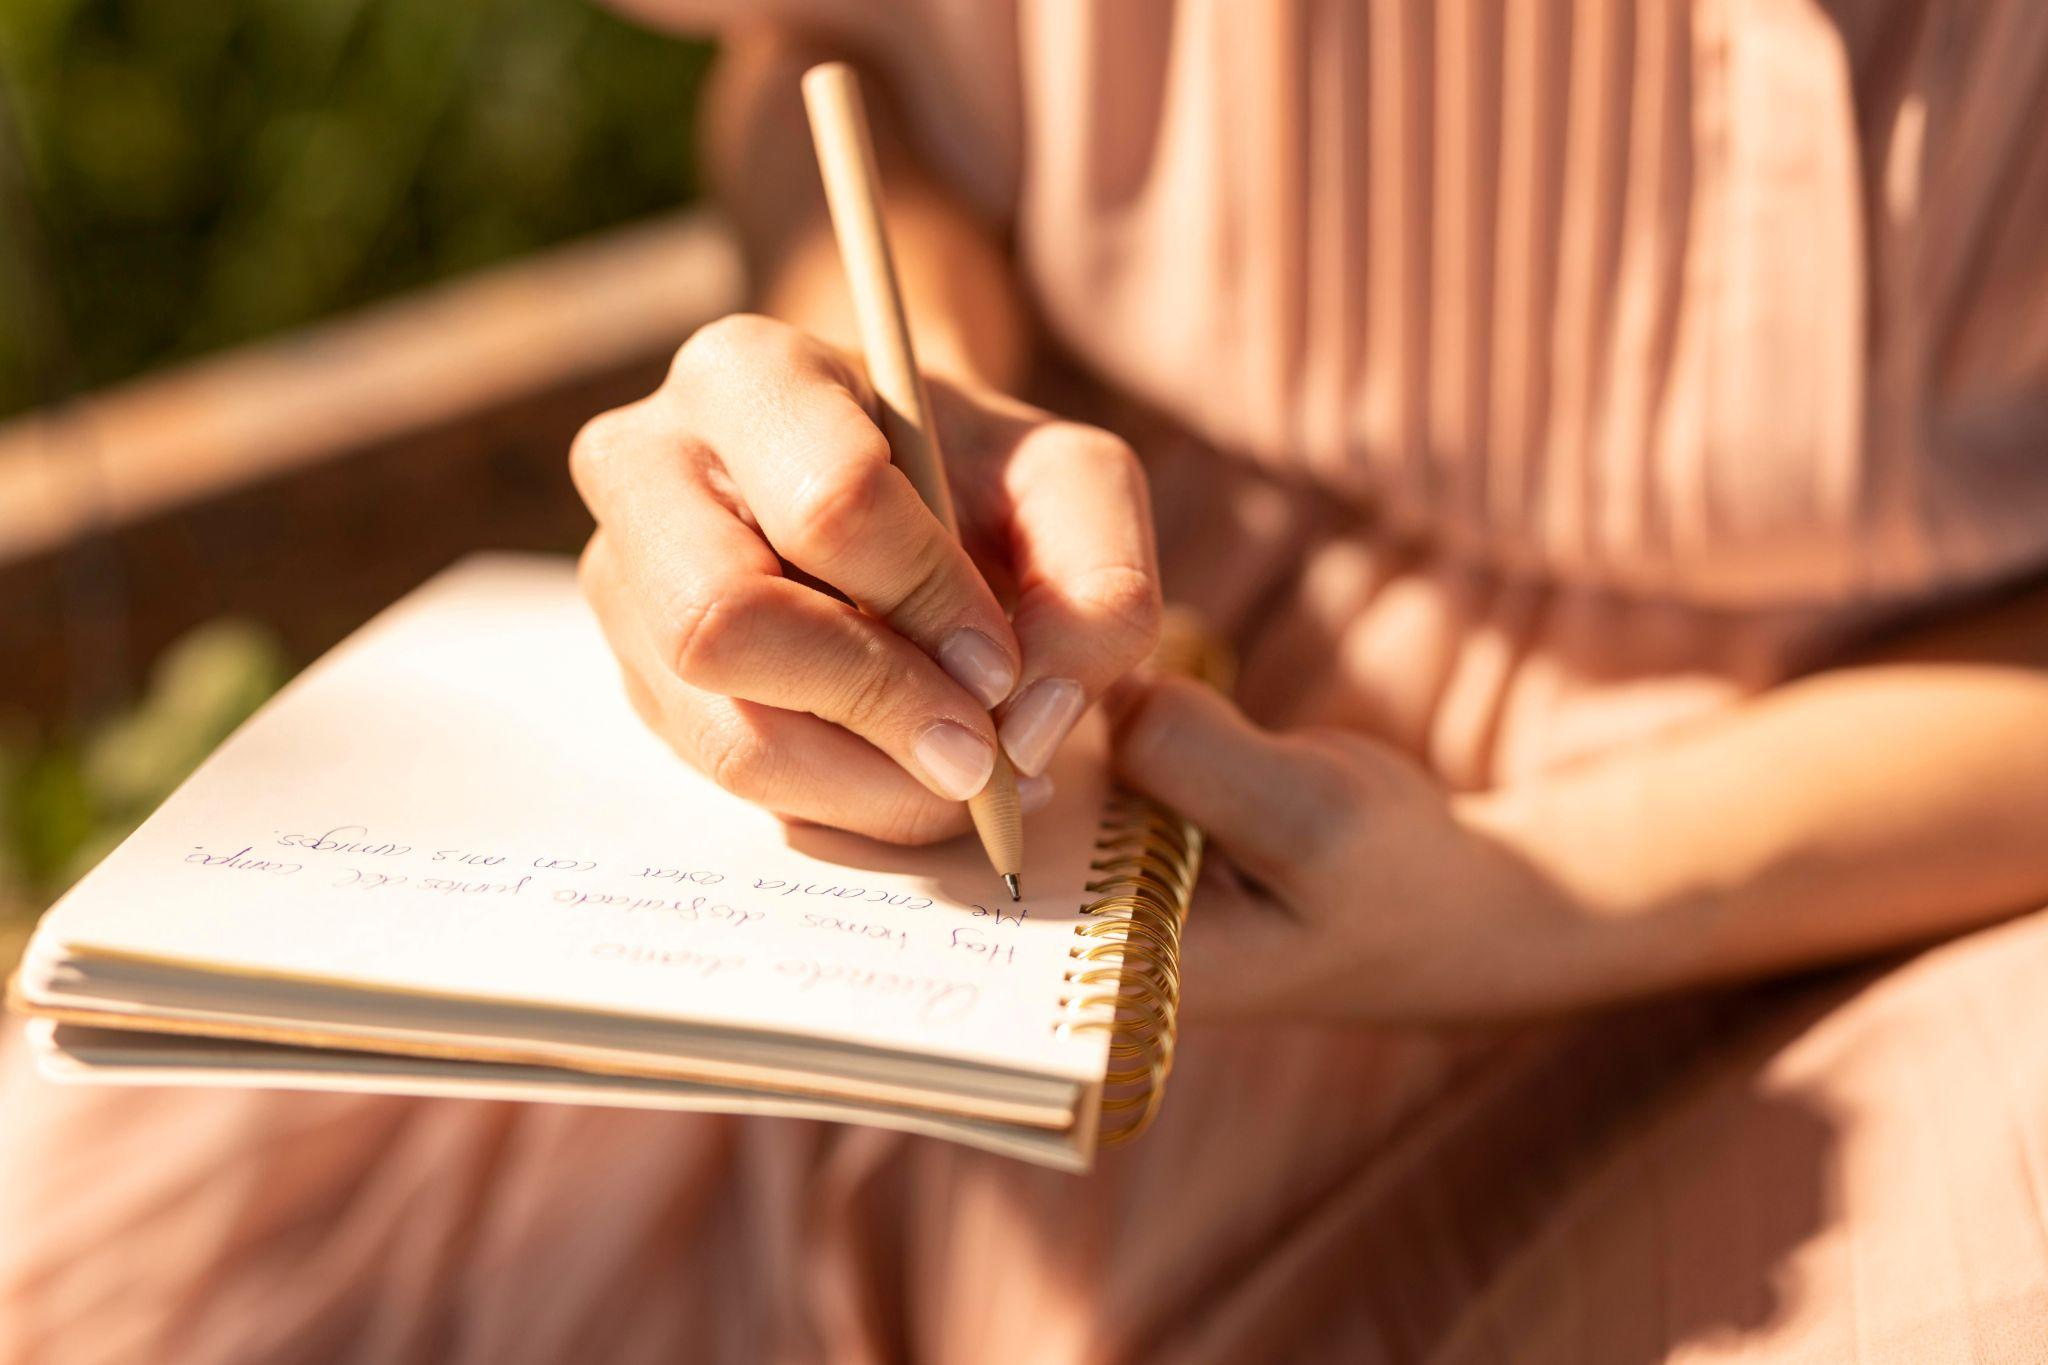 Querido diario:
Hoy hemos disfrutado juntos del campo.
Me encanta estar con mis amigos.